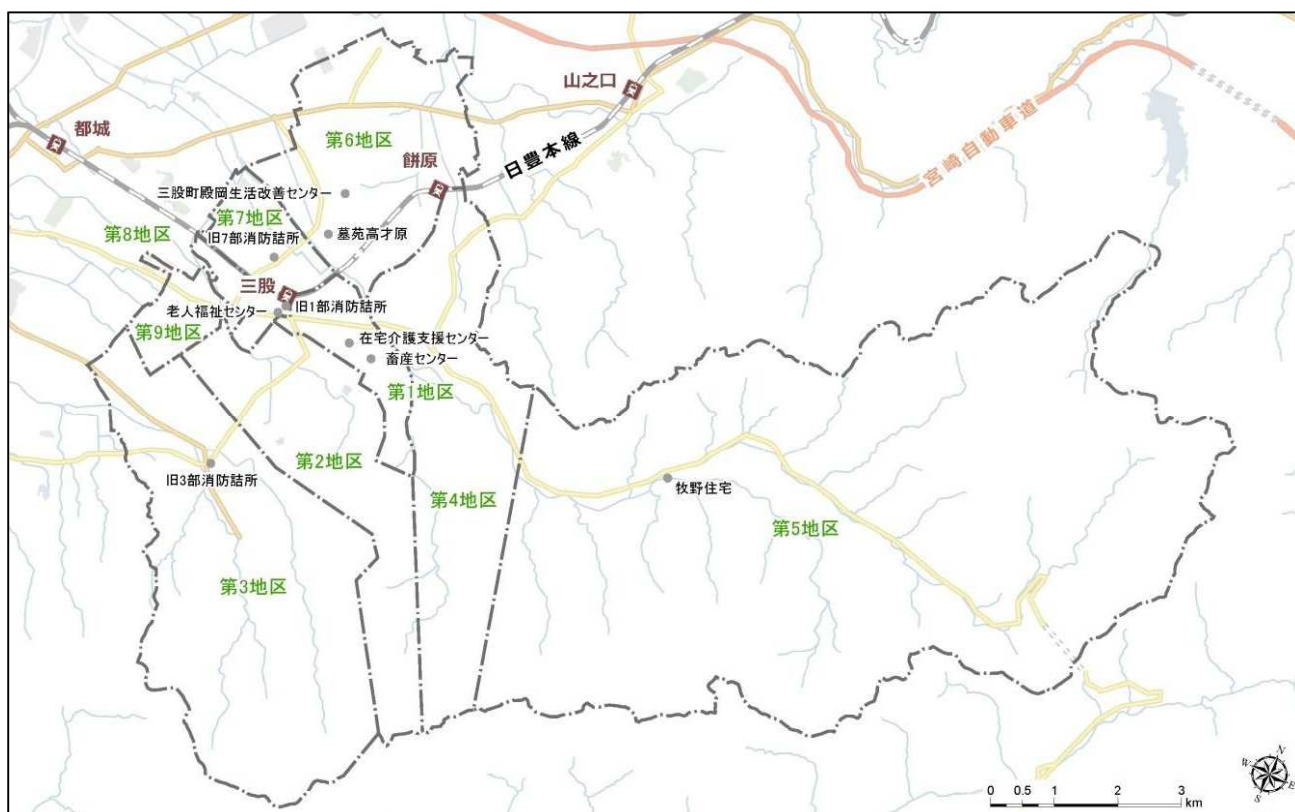 山之口
都城
第6地区
餅原
日豊本線
宮崎自動車道
三股町殿岡生活改善センター
第7地区
第8地区
旧7部消防詰所
墓苑高才原
三股
老人福祉センター
旧1部消防詰所
第9地区
在宅介護支援センター
畜産センター
第1地区
第2地区
旧3部消防詰所
第4地区
牧野住宅
第5地区
第3地区
N
W
E
S
0 0.5 1 2 3
km